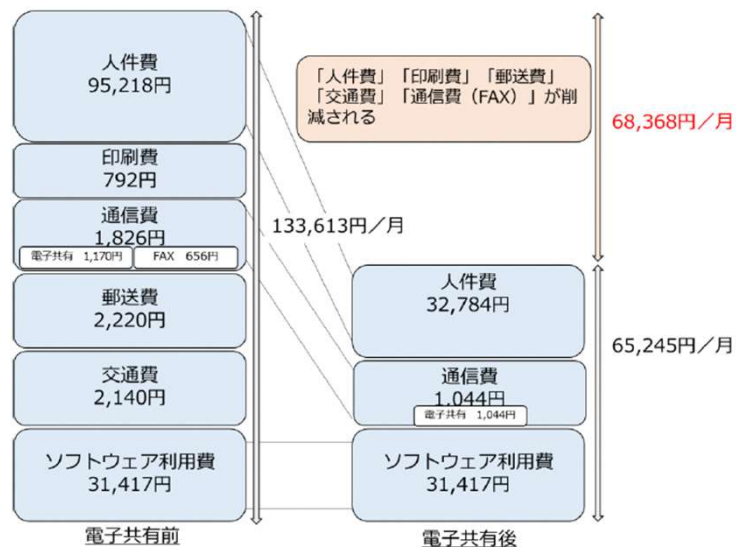 人件費
95,218円
印刷費
792円
通信費
1,826円
電子共有 1,170円
FAX 656円
郵送費
2,220円
交通費
2,140円
ソフトウェア利用費
31,417円
電子共有前
133,613円／月
「人件費」「印刷費」「郵送費」
「交通費」「通信費（FAX）」が削
減される
68,368円／月
人件費
32,784円
通信費
1,044円
電子共有 1,044円
ソフトウェア利用費
31,417円
電子共有後
65,245円／月